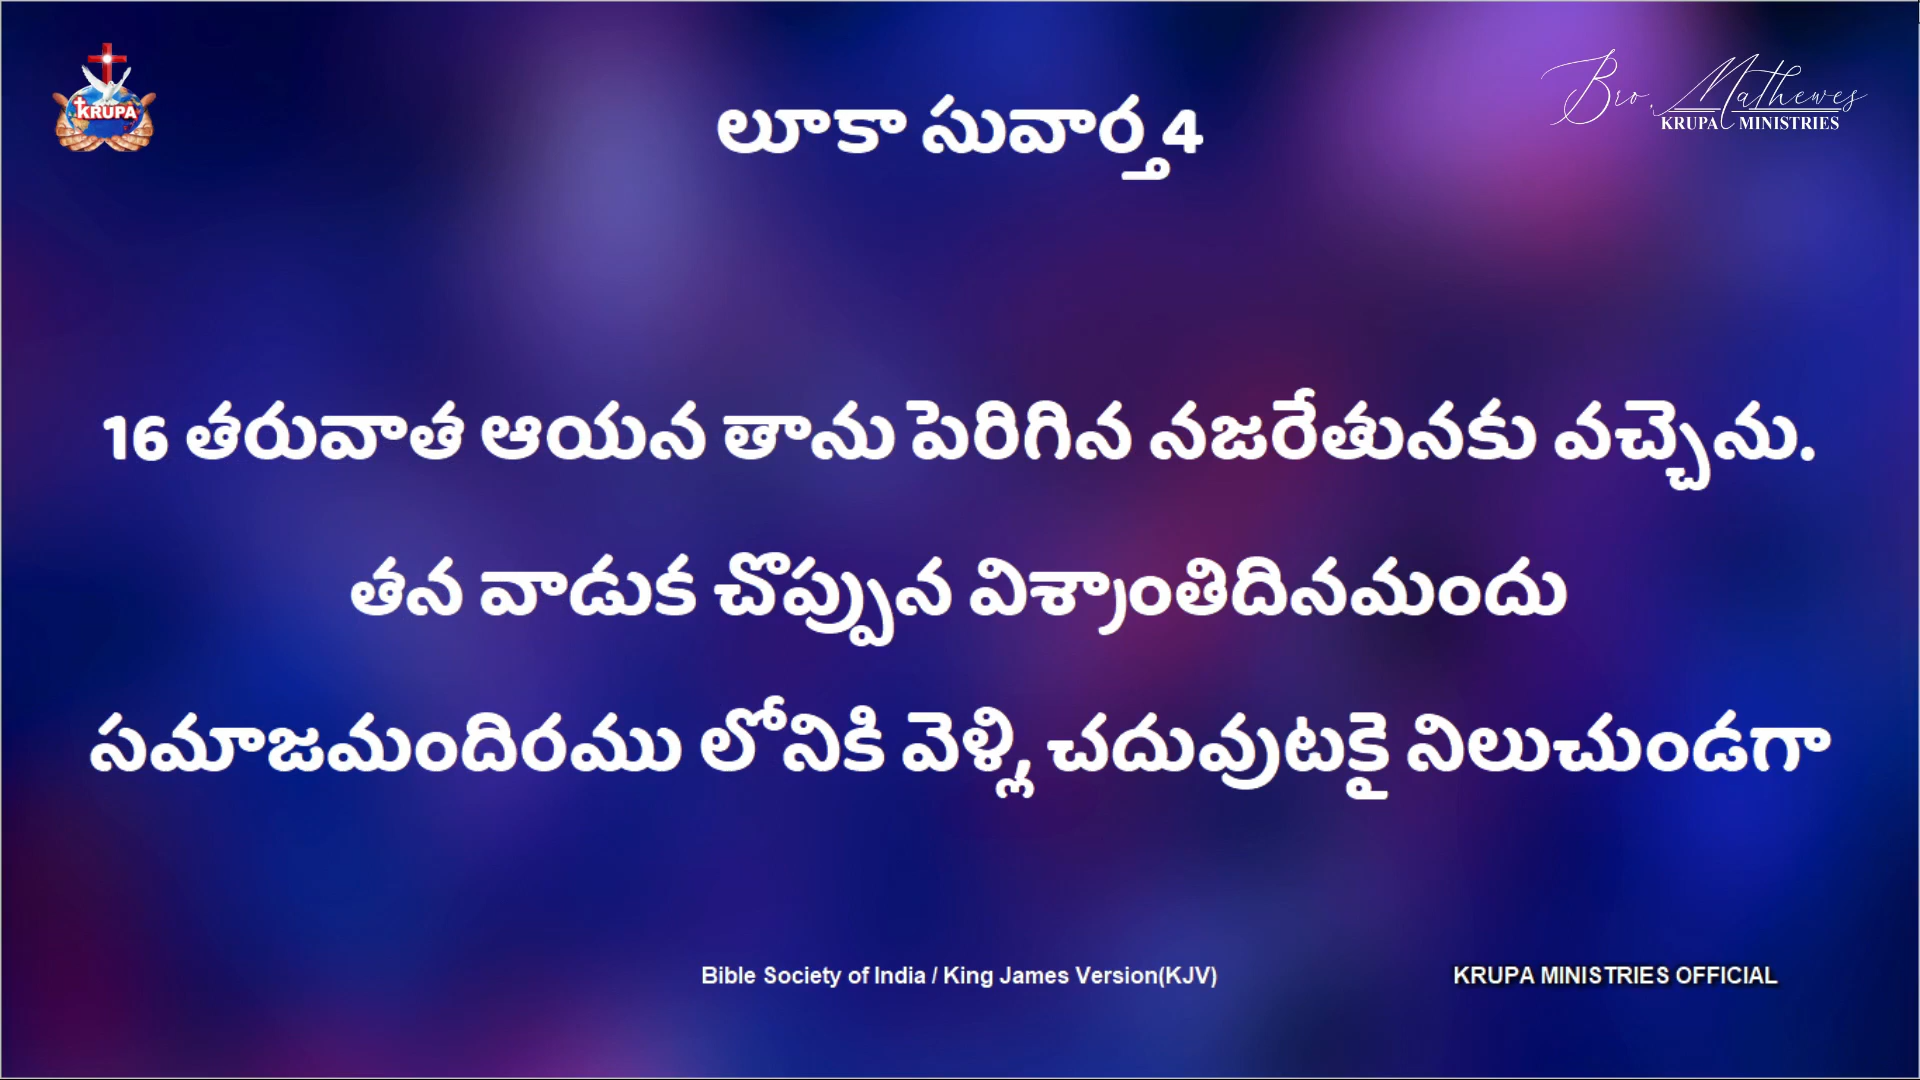 KRUPA
Bro. Mathewes
KRUPA MINISTRIES
లూకా సువార్త 4
16 తరువాత ఆయన తాను పెరిగిన నజరేతునకు వచ్చెను.
తన వాడుక చొప్పున విశ్రాంతిదినమందు
సమాజమందిరము లోనికి వెళ్లి, చదువుటకై నిలుచుండగా
Bible Society of India / King James Version(KJV)
KRUPA MINISTRIES OFFICIAL